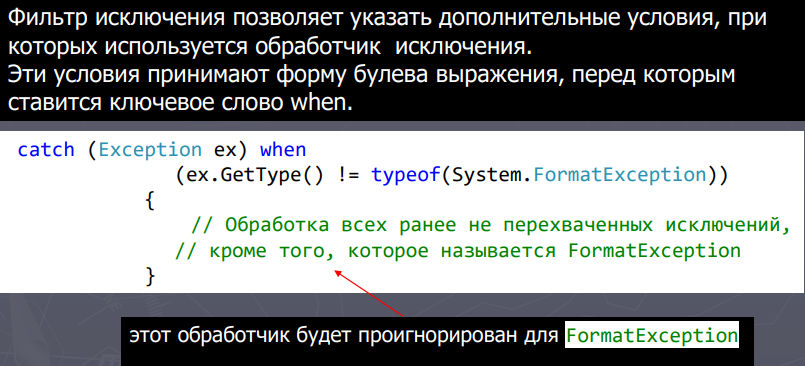 Фильтр исключения позволяет указать дополнительные условия, при
которых используется обработчик исключения.
Эти условия принимают форму булева выражения, перед которым
ставится ключевое слово when.
catch (Exception ex) when
(ex.GetType() != typeof(System.FormatException))
{
// Обработка всех ранее не перехваченных исключений,
// кроме того, которое называется FormatException
}
этот обработчик будет проигнорирован для FormatException